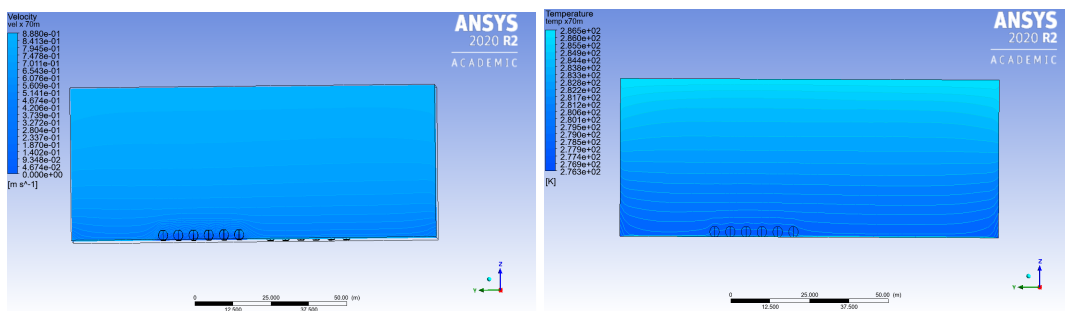 Velocity
vel x 70m
8.880e-01
8.413e-01
7.945e-01
7.478e-01
7.011e-01
6.543e-01
6.076e-01
5.609e-01
5.141e-01
4.674e-01
4.206e-01
3.739e-01
3.272e-01
2.804e-01
2.337e-01
1.870e-01
1.402e-01
9.348e-02
4.674e-02
0.000e+00
[m s^-1]
ANSYS
2020 R2
ACADEMIC
Z
Y
0
25.000
50.00
(m)
12.500
37.500
Temperature
temp x70m
2.865e+02
2.860e+02
2.855e+02
2.849e+02
2.844e+02
2.838e+02
2.833e+02
2.828e+02
2.822e+02
2.817e+02
2.812e+02
2.806e+02
2.801e+02
2.795e+02
2.790e+02
2.785e+02
2.779e+02
2.774e+02
2.769e+02
2.763e+02
[K]
ANSYS
2020 R2
ACADEMIC
Z
Y
0
25.000
50.00
(m)
12.500
37.500